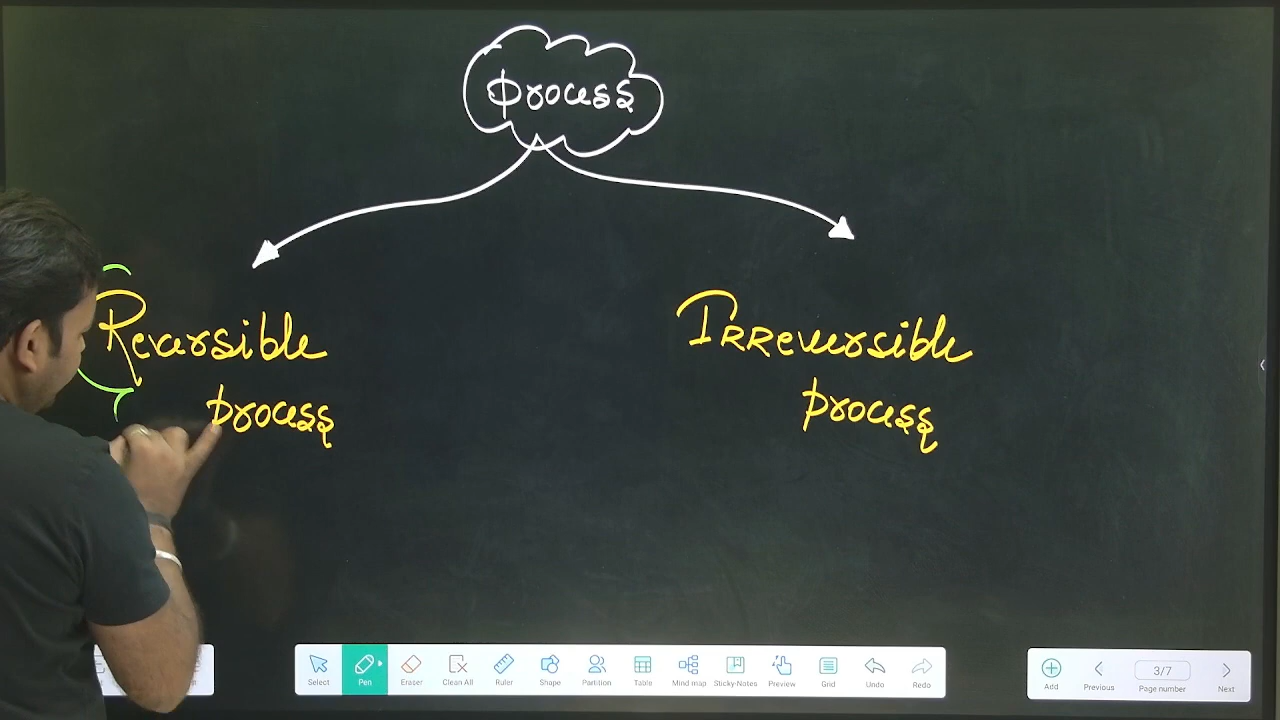 process
Reversible
process
IRReversible
process
Select
Pen
Eraser
Clean All
Ruler
Shape
Partition
Table
Mind map
Sticky-Notes
Preview
Grid
Undo
Redo
Add
Previous
3/7
Page number
Next